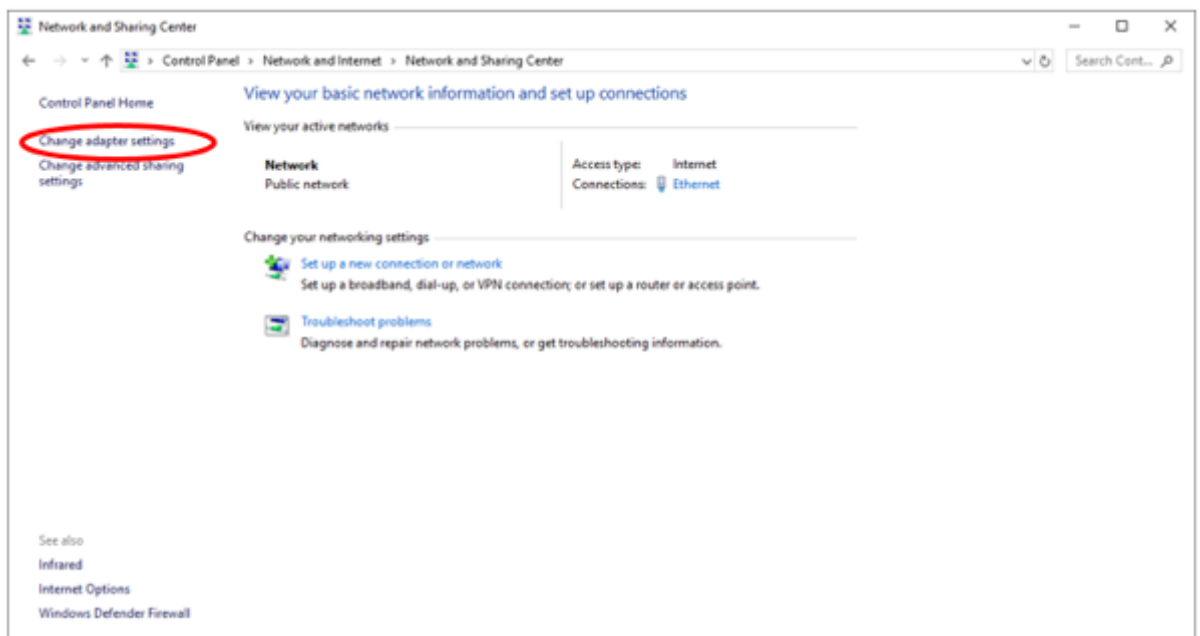 Network and Sharing Center
Control Panel > Network and Internet > Network and Sharing Center
Search Cont...
Control Panel Home
Change adapter settings
Change advanced sharing
settings
View your basic network information and set up connections
View your active networks
Network
Public network
Access type: Internet
Connections: Ethernet
Change your networking settings
Set up a new connection or network
Set up a broadband, dial-up, or VPN connection; or set up a router or access point.
Troubleshoot problems
Diagnose and repair network problems, or get troubleshooting information.
See also
Infrared
Internet Options
Windows Defender Firewall